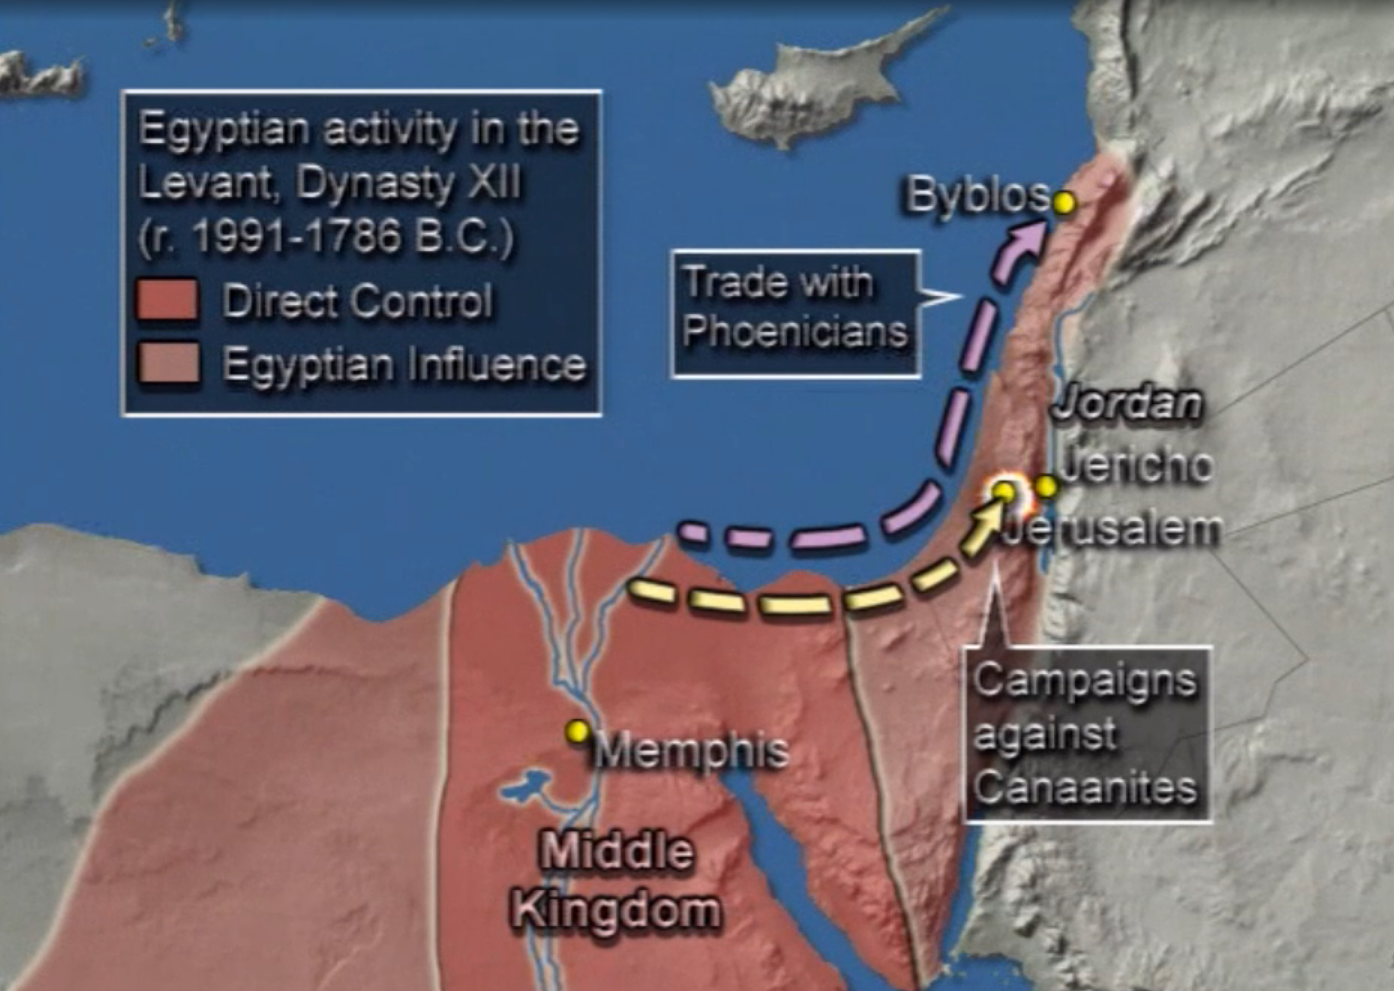 Egyptian activity in the
Levant, Dynasty XII
(r. 1991-1786 B.C.)
Direct Control
Egyptian Influence
Byblos
Trade with
Phoenicians
Jordan
Jericho
Jerusalem
Campaigns
against
Canaanites
Memphis
Middle
Kingdom